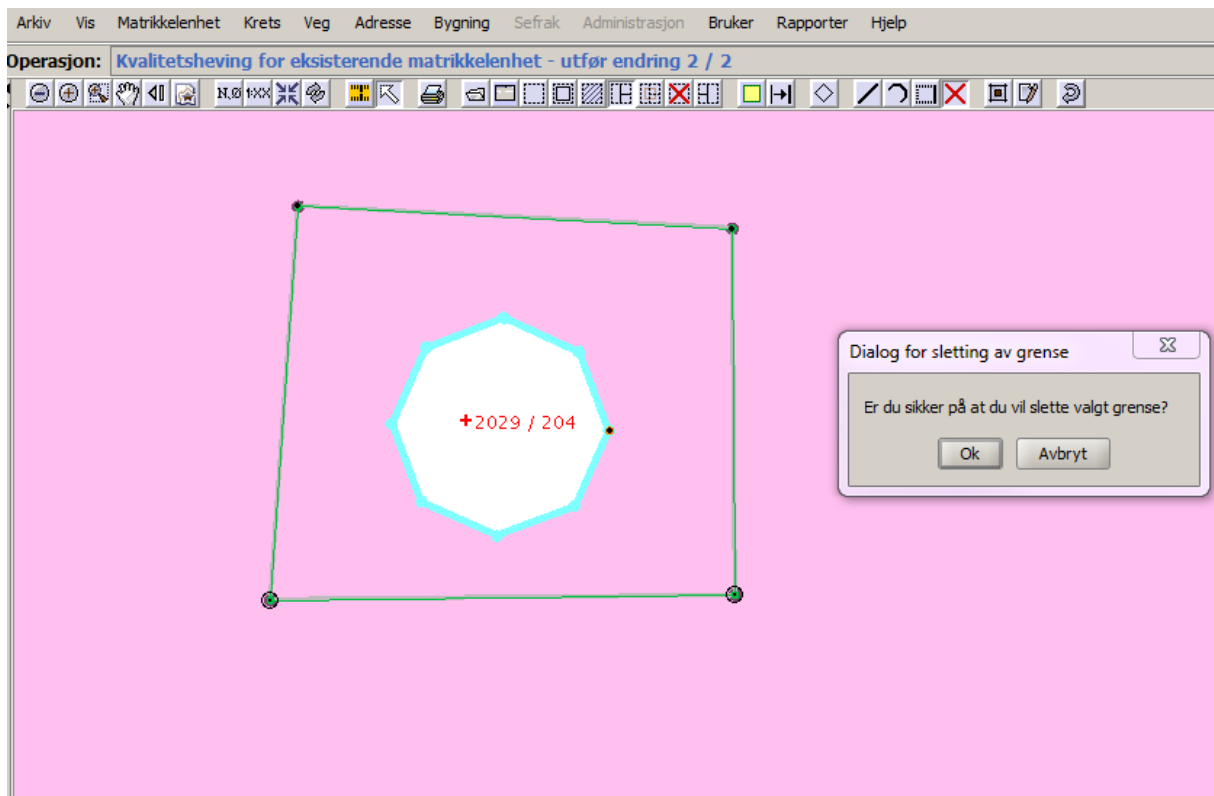 Arkiv Vis Matrikkelenhet Krets Veg Adresse Bygning Sefrak Administrasjon Bruker Rapporter Hjelp
Operasjon: Kvalitetsheving for eksisterende matrikkelenhet - utfør endring 2 / 2
N,Ø 1:XX
Dialog for sletting av grense
Er du sikker på at du vil slette valgt grense?
Ok Avbryt
+2029 / 204